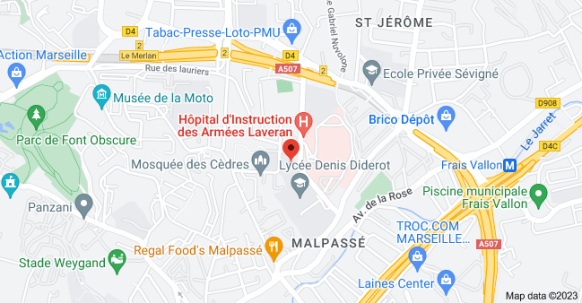 ST JÉRÔME
Gabriel Novolone
D4
2
Tabac-Presse-Loto-PMU
D4
Action Marseille
Le Merlan
2
2
Rue des lauriers
A507
Ecole Privée Sévigné
Musée de la Moto
D908
Parc de Font Obscure
Hôpital d'Instruction
des Armées Laveran
H
Brico Dépôt
Le Jarret
D4C
Mosquée des Cèdres
Lycée Denis Diderot
Frais Vallon
M
Panzani
Av. de la Rose
Piscine municipale
Frais Vallon
TROC.COM
MARSEILLE...
MALPASSÉ
A507
Regal Food's Malpassé
Stade Weygand
Laines Center
Map data ©2023